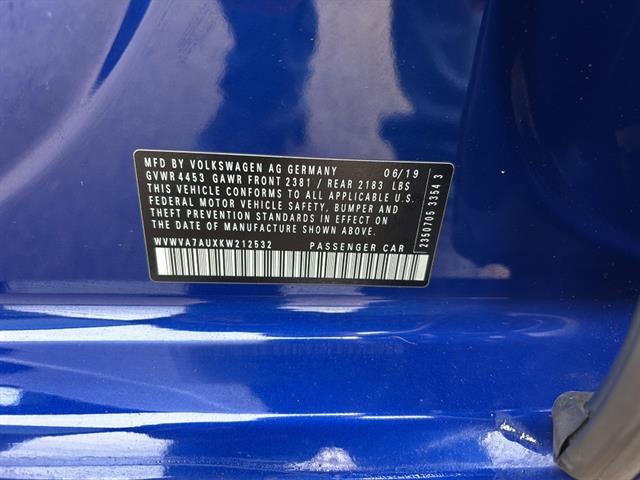 MFD BY VOLKSWAGEN AG GERMANY 06/19
GVWR 4453 GAWR FRONT 2381 / REAR 2183 LBS
THIS VEHICLE CONFORMS TO ALL APPLICABLE U.S.
FEDERAL MOTOR VEHICLE SAFETY, BUMPER AND
THEFT PREVENTION STANDARDS IN EFFECT ON
THE DATE OF MANUFACTURE SHOWN ABOVE.
WVWVA7AUXKW212532 PASSENGER CAR
2350705 3354 3